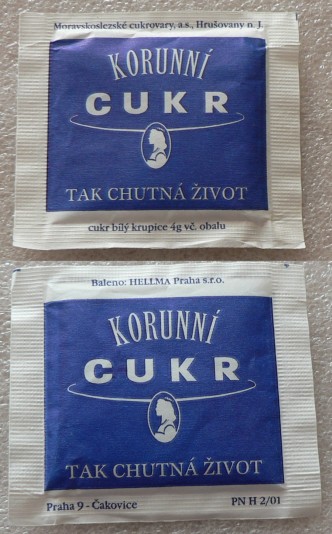 Moravskoslezské cukrovary, a.s., Hrušovany n. J.
KORUNNÍ
CUKR
TAK CHUTNÁ ŽIVOT
cukr bílý krupice 4g vč. obalu
Baleno: HELLMA Praha s.r.o.
KORUNNÍ
CUKR
TAK CHUTNÁ ŽIVOT
Praha 9 - Čakovice PN H 2/01